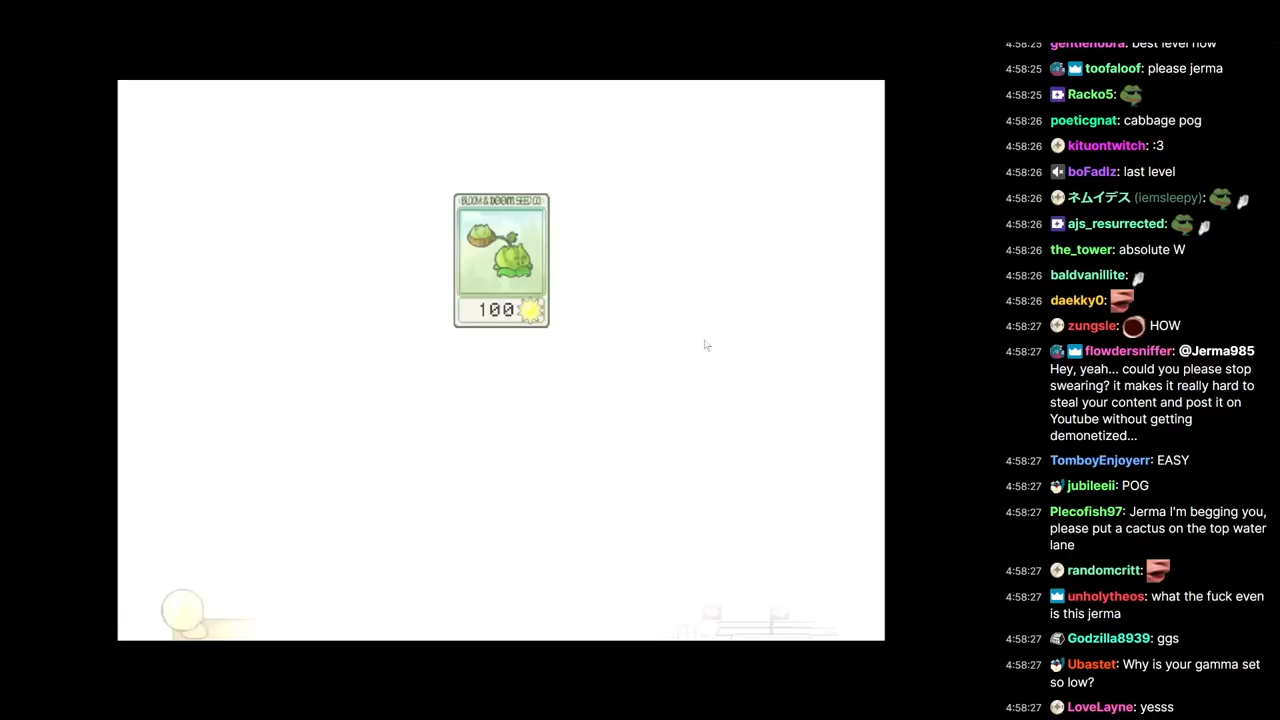 BLOOM & DOOM SEED CO
100
4:58:25 gentlenobra: best level now
4:58:25 toofaloof: please jerma
4:58:25 Racko5:
4:58:26 poeticgnat: cabbage pog
4:58:26 kituontwitch: :3
4:58:26 boFadIz: last level
4:58:26 ネムイデス (iemsleepy):
4:58:26 ajs_resurrected:
4:58:26 the_tower: absolute W
4:58:26 baldvanillite:
4:58:26 daekky0:
4:58:27 zungsle: HOW
4:58:27 flowdersniffer: @Jerma985
Hey, yeah... could you please stop
swearing? it makes it really hard to
steal your content and post it on
Youtube without getting
demonetized...
4:58:27 TomboyEnjoyerr: EASY
4:58:27 jubileeii: POG
4:58:27 Plecofish97: Jerma I'm begging you,
please put a cactus on the top water
lane
4:58:27 randomcritt:
4:58:27 unholytheos: what the fuck even
is this jerma
4:58:27 Godzilla8939: ggs
4:58:27 Ubastet: Why is your gamma set
so low?
4:58:27 LoveLayne: yesss